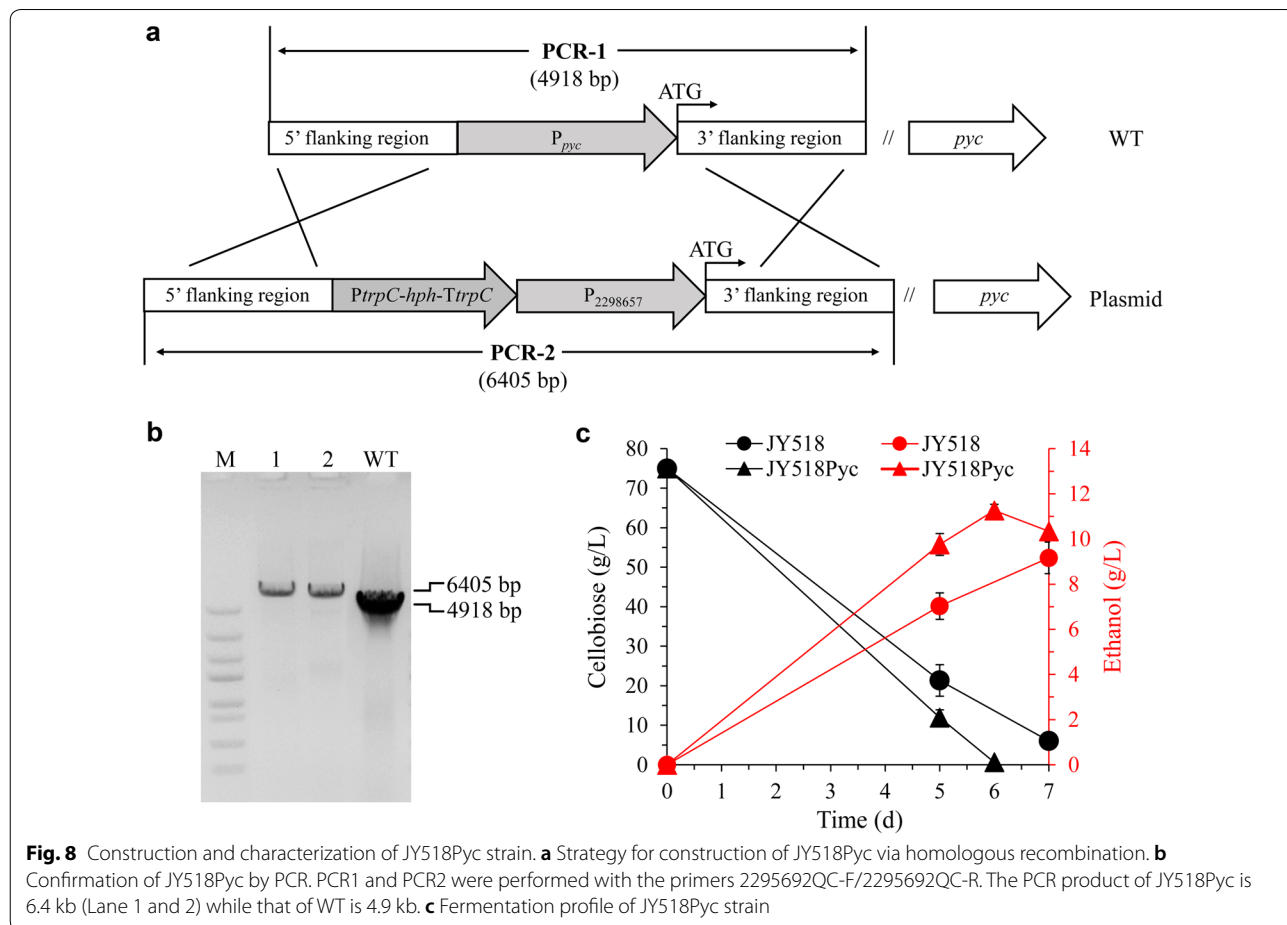 a
PCR-1
(4918 bp)
ATG
5’ flanking region P_pyc 3’ flanking region // pyc WT
ATG
5’ flanking region PtrpC-hph-TtrpC P_2298657 3’ flanking region // pyc Plasmid
PCR-2
(6405 bp)
b
M 1 2 WT
6405 bp
4918 bp
c
JY518 JY518
JY518Pyc JY518Pyc
Cellobiose (g/L)
80
70
60
50
40
30
20
10
0
Ethanol (g/L)
14
12
10
8
6
4
2
0
0 1 2 3 4 5 6 7
Time (d)
Fig. 8 Construction and characterization of JY518Pyc strain. a Strategy for construction of JY518Pyc via homologous recombination. b
Confirmation of JY518Pyc by PCR. PCR1 and PCR2 were performed with the primers 2295692QC-F/2295692QC-R. The PCR product of JY518Pyc is
6.4 kb (Lane 1 and 2) while that of WT is 4.9 kb. c Fermentation profile of JY518Pyc strain